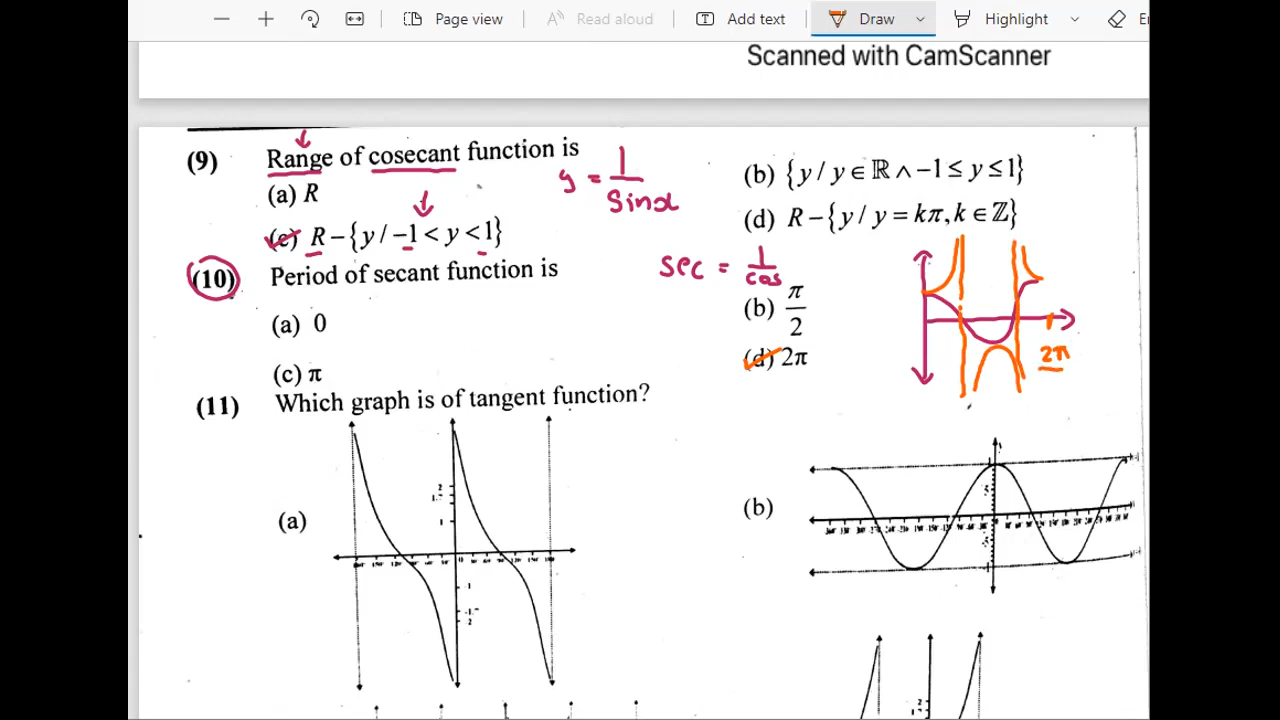 Page view
Read aloud
Add text
Draw
Highlight
Scanned with CamScanner
(9) Range of cosecant function is
y = 1/Sinx
(a) R
(b) {y / y ∈ ℝ ∧ −1 ≤ y ≤ 1}
(c) R − {y / −1 < y < 1}
(d) R − {y / y = kπ, k ∈ ℤ}
(10) Period of secant function is
sec = 1/cos
(a) 0
(b) π/2
(c) π
(d) 2π
2π
(11) Which graph is of tangent function?
(a)
(b)